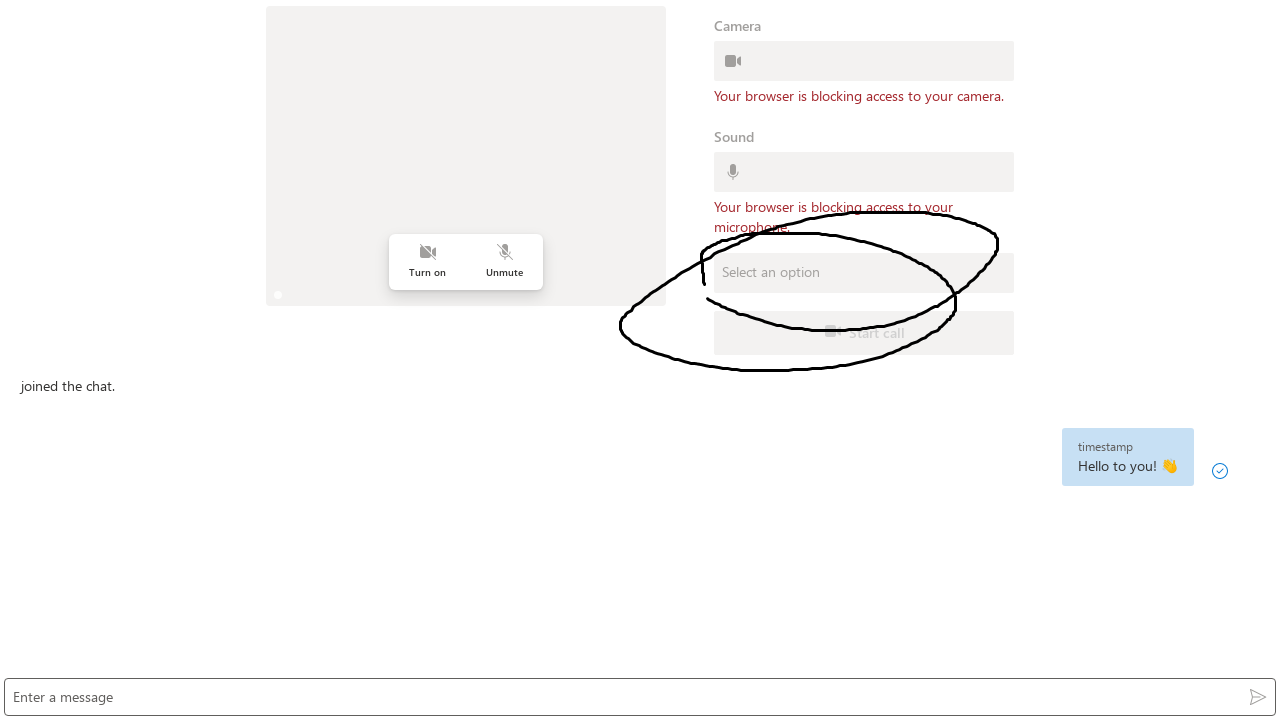 Camera
Your browser is blocking access to your camera.
Sound
Your browser is blocking access to your
microphone.
Turn on
Unmute
Select an option
Start call
joined the chat.
timestamp
Hello to you! 👋
Enter a message